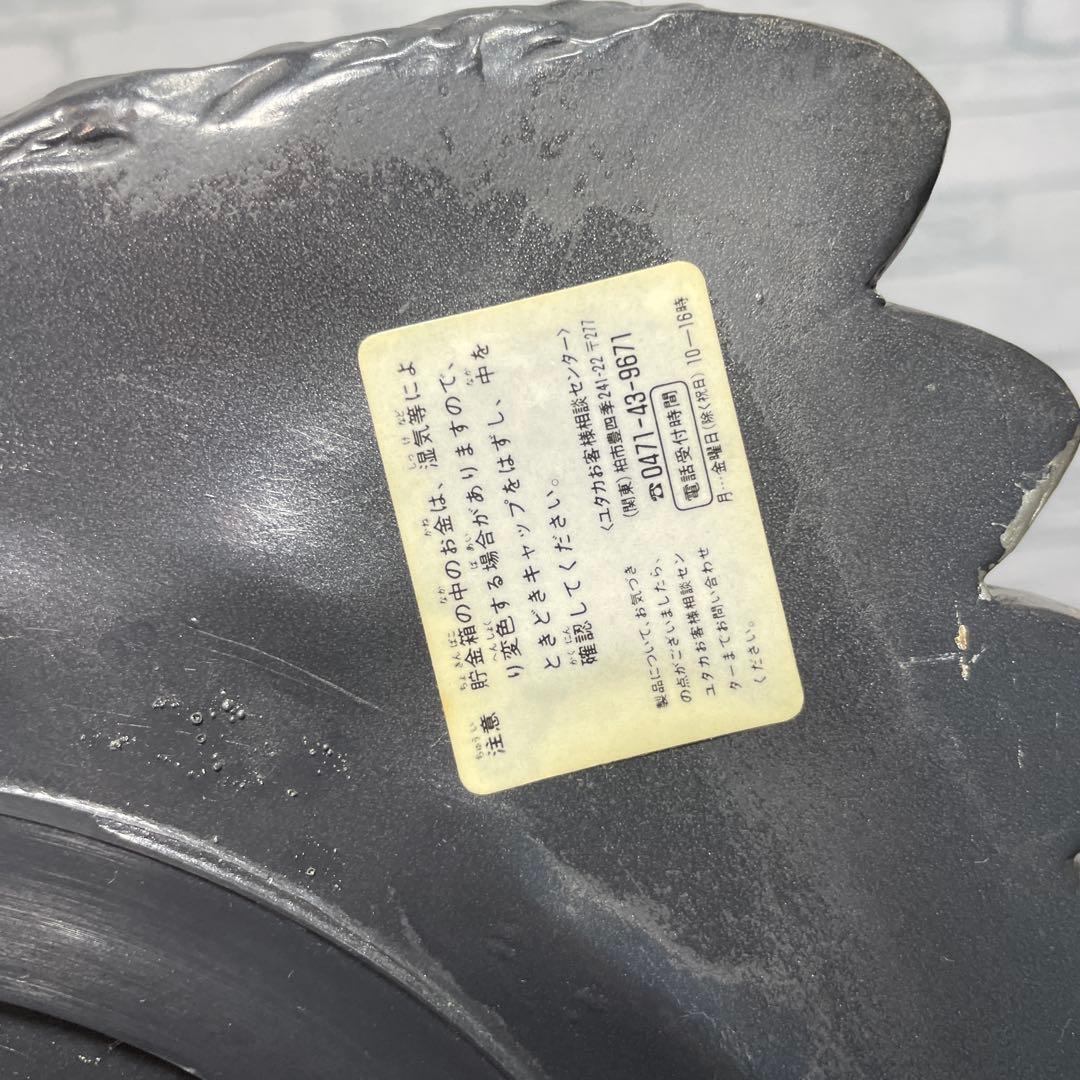 注意 貯金箱の中のお金は、湿気等によ
り変色する場合がありますので、
ときどきキャップをはずし、中を
確認してください。
製品について、お気づき
の点がございましたら、
ユタカお客様相談セン
ターまでお問い合わせ
ください。
〈ユタカお客様相談センター〉
(関東)柏市豊四季241-22 〒277
☎0471-43-9671
電話受付時間
月…金曜日(除く祝日) 10―16時